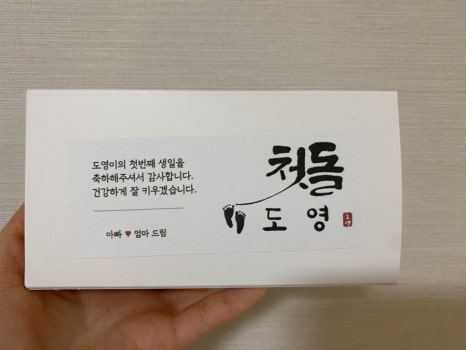 도영이의 첫번째 생일을
축하해주셔서 감사합니다.
건강하게 잘 키우겠습니다.
아빠 ♥ 엄마 드림
첫돌
도영